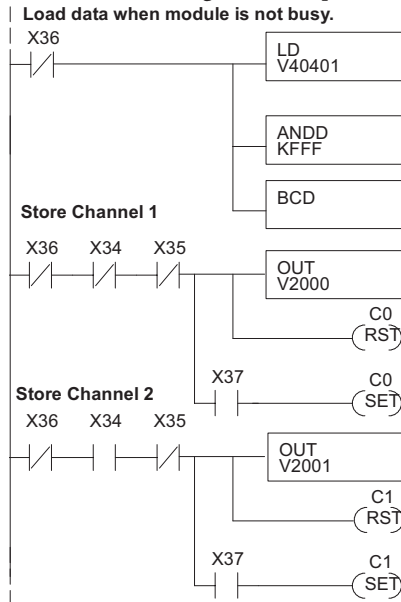 Load data when module is not busy.
X36
LD
V40401
ANDD
KFFF
BCD
Store Channel 1
X36 X34 X35
OUT
V2000
C0
RST
X37
C0
SET
Store Channel 2
X36 X34 X35
OUT
V2001
C1
RST
X37
C1
SET